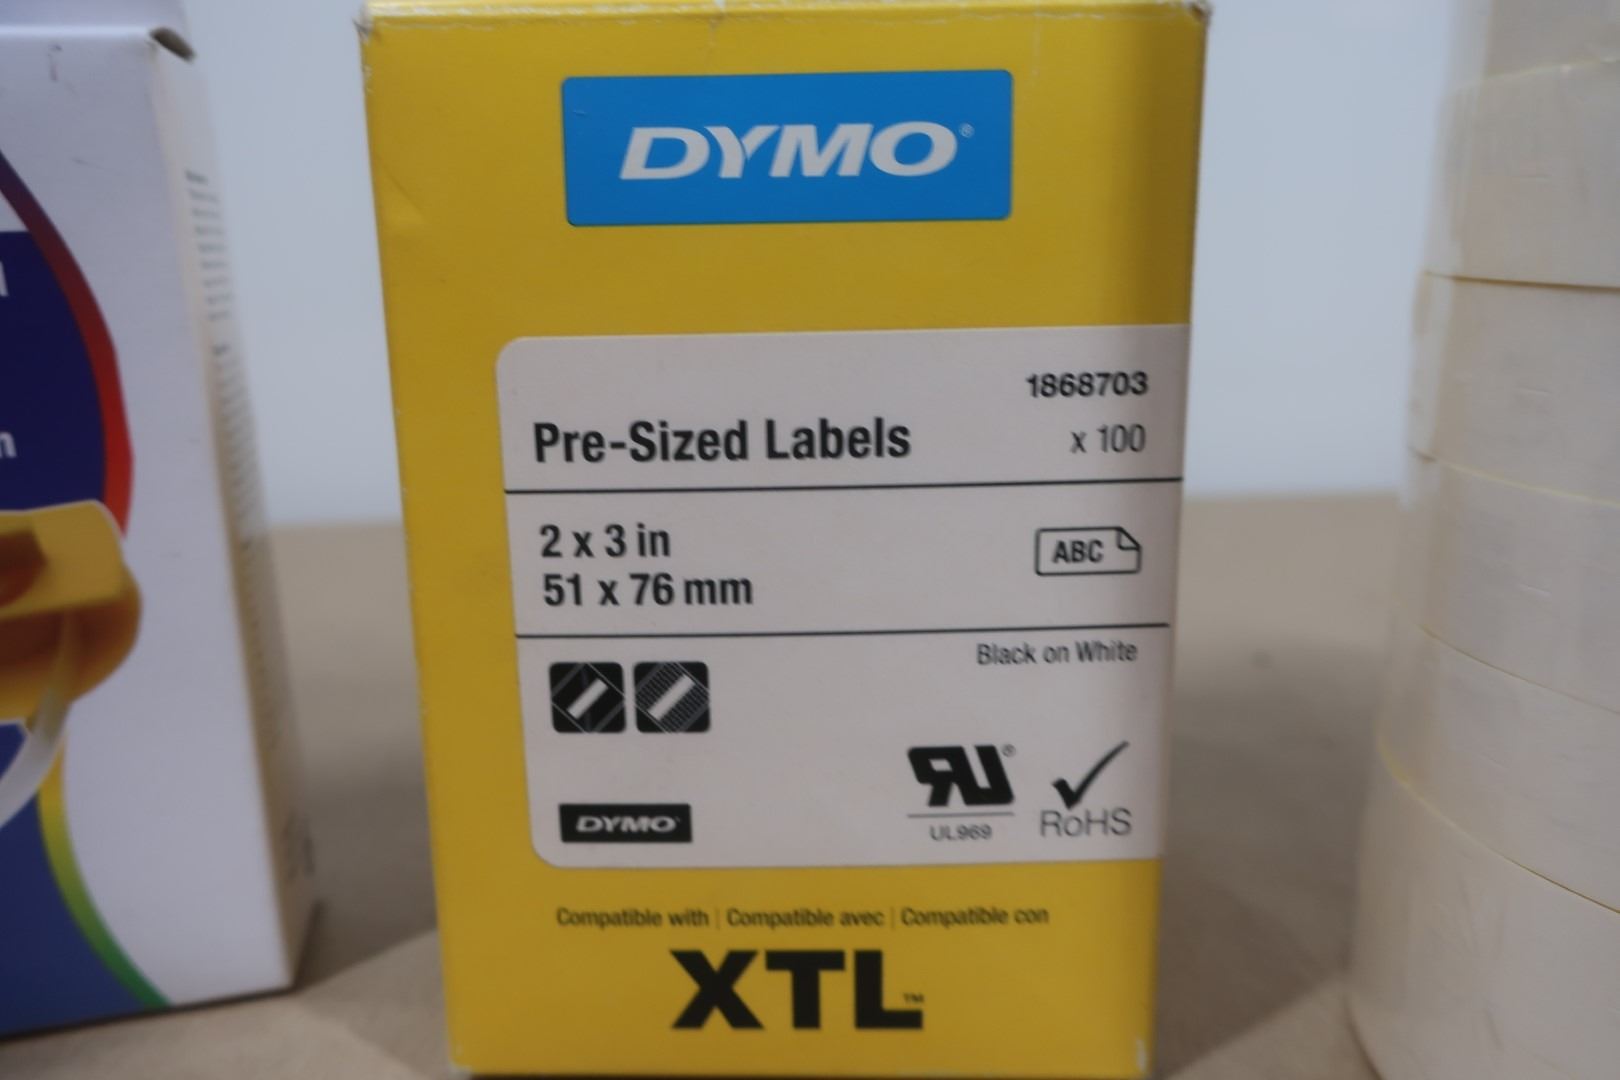 DYMO®
1868703
Pre-Sized Labels x 100
2 x 3 in
51 x 76 mm
ABC
Black on White
DYMO
UL969
RoHS
Compatible with | Compatible avec | Compatible con
XTL™